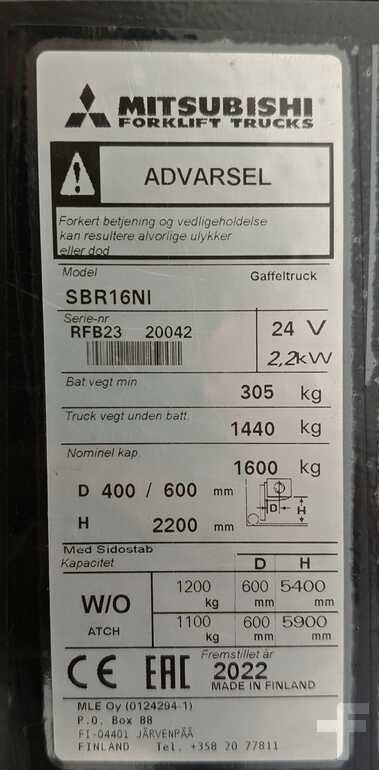 MITSUBISHI
FORKLIFT TRUCKS
ADVARSEL
Forkert betjening og vedligeholdelse
kan resultere alvorlige ulykker
eller dod
Model Gaffeltruck
SBR16NI
Serie-nr
RFB23 20042 24 V
2,2kW
Bat.vegt min
305 kg
Truck vegt unden batt.
1440 kg
Nominel kap.
1600 kg
D 400 / 600 mm D H
H 2200 mm
Med Sidostab
Kapacitet D H
W/O ATCH
1200 kg 600 mm 5400 mm
1100 kg 600 mm 5900 mm
CE EAC Fremstillet år
2022
MADE IN FINLAND
MLE Oy (0124294-1)
P.O. Box 88
FI-04401 JÄRVENPÄÄ
FINLAND Tel. +358 20 77811